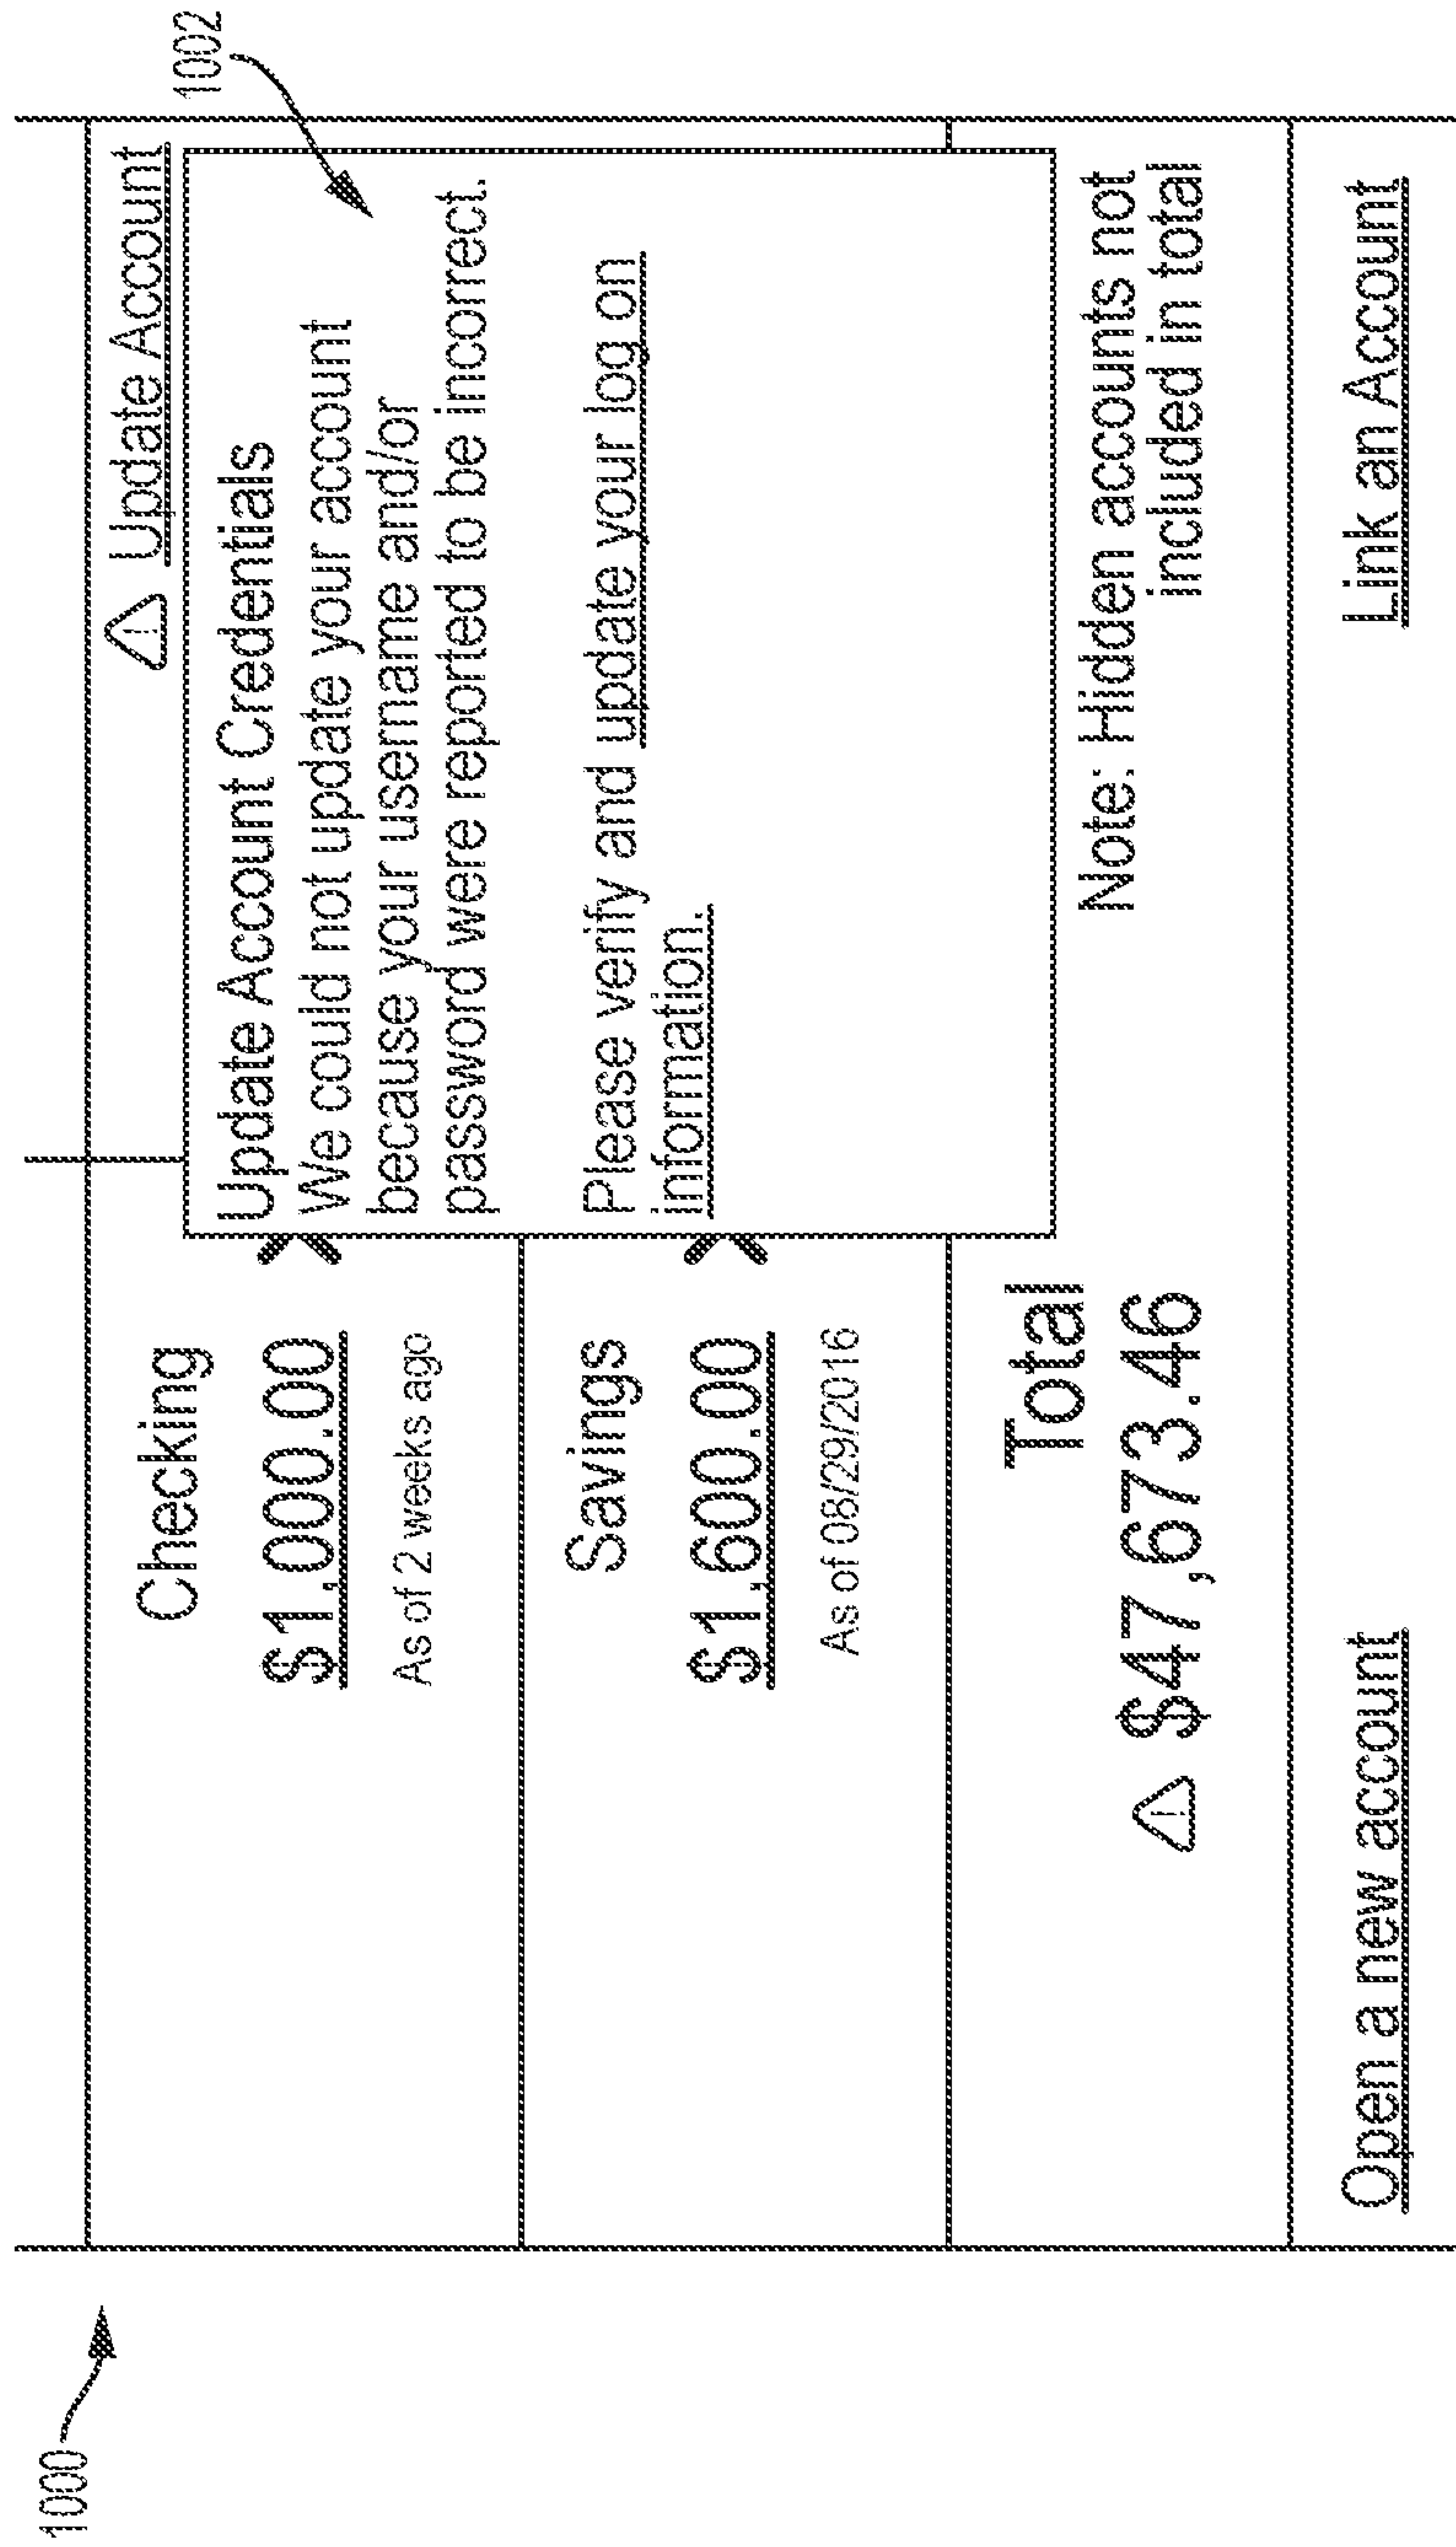 1000
1002
Checking
$1,000.00
As of 2 weeks ago
⚠ Update Account
Update Account Credentials
We could not update your account
because your username and/or
password were reported to be incorrect.
Please verify and update your log on
information.
Savings
$1,600.00
As of 08/29/2016
Total
⚠ $47,673.46
Note: Hidden accounts not
included in total
Open a new account
Link an Account